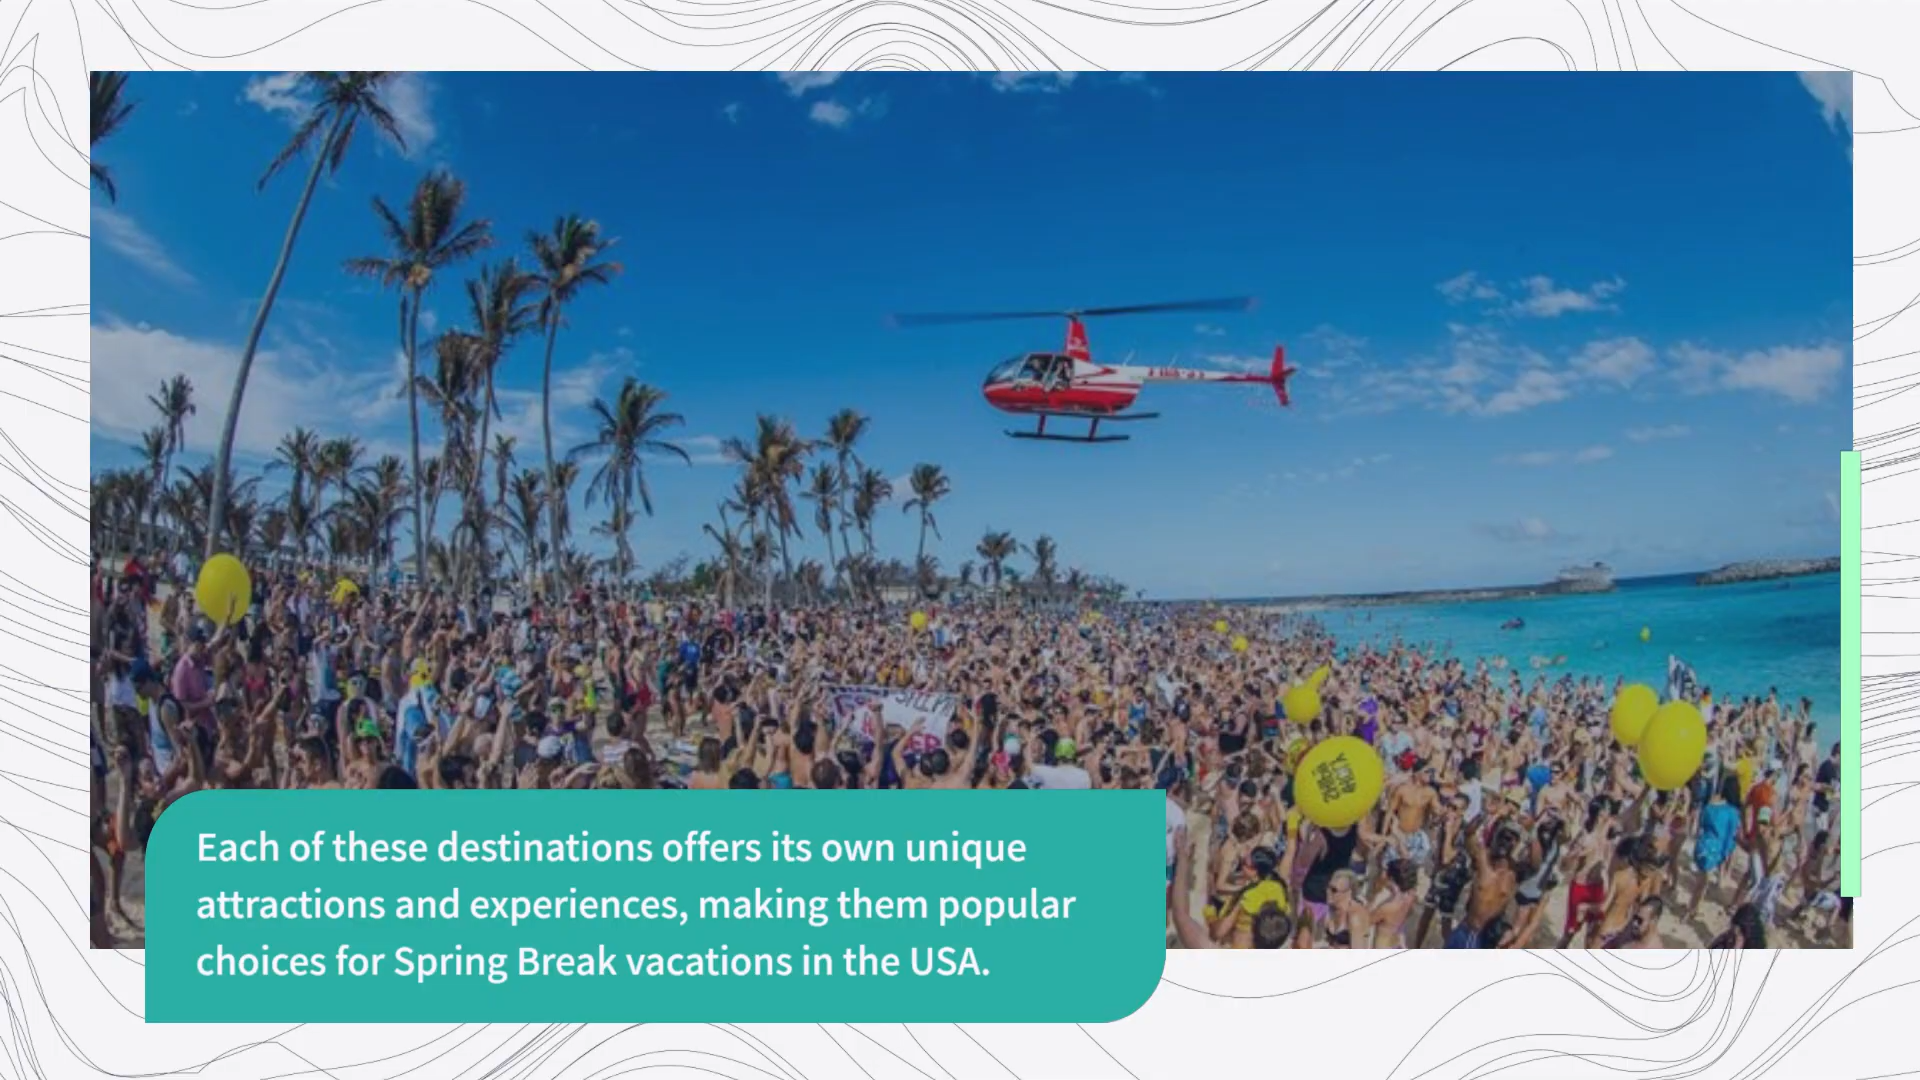 Each of these destinations offers its own unique
attractions and experiences, making them popular
choices for Spring Break vacations in the USA.